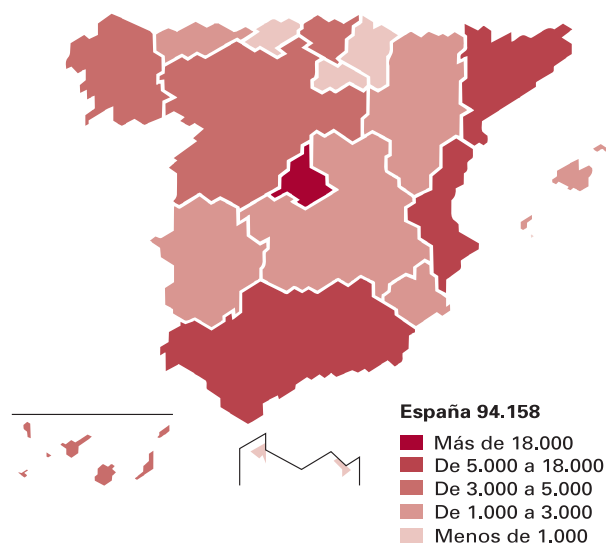 España 94.158
Más de 18.000
De 5.000 a 18.000
De 3.000 a 5.000
De 1.000 a 3.000
Menos de 1.000